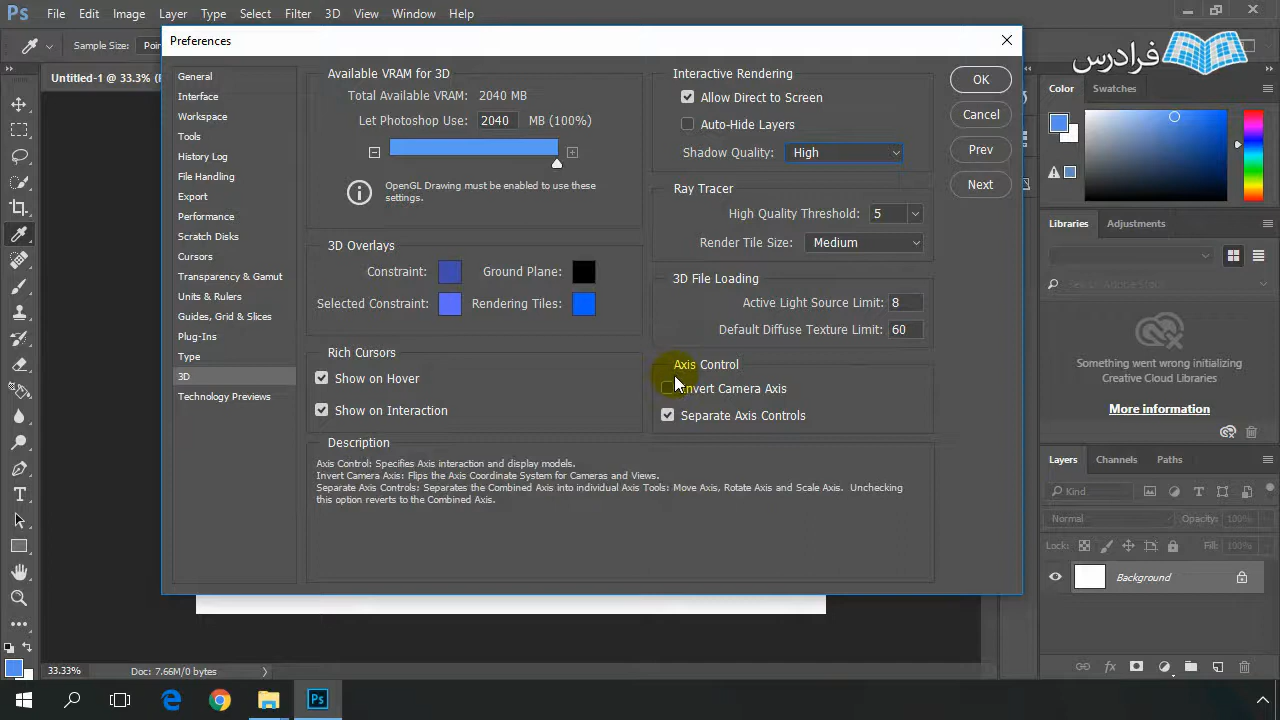 Ps File Edit Image Layer Type Select Filter 3D View Window Help
Sample Size:
Untitled-1 @ 33.3%
Preferences
فرادرس
General
Interface
Workspace
Tools
History Log
File Handling
Export
Performance
Scratch Disks
Cursors
Transparency & Gamut
Units & Rulers
Guides, Grid & Slices
Plug-Ins
Type
3D
Technology Previews
Available VRAM for 3D
Total Available VRAM: 2040 MB
Let Photoshop Use: 2040 MB (100%)
OpenGL Drawing must be enabled to use these
settings.
3D Overlays
Constraint: Ground Plane:
Selected Constraint: Rendering Tiles:
Rich Cursors
Show on Hover
Show on Interaction
Interactive Rendering
Allow Direct to Screen
Auto-Hide Layers
Shadow Quality: High
Ray Tracer
High Quality Threshold: 5
Render Tile Size: Medium
3D File Loading
Active Light Source Limit: 8
Default Diffuse Texture Limit: 60
Axis Control
Invert Camera Axis
Separate Axis Controls
Description
Axis Control: Specifies Axis interaction and display models.
Invert Camera Axis: Flips the Axis Coordinate System for Cameras and Views.
Separate Axis Controls: Separates the Combined Axis into individual Axis Tools: Move Axis, Rotate Axis and Scale Axis. Unchecking
this option reverts to the Combined Axis.
OK
Cancel
Prev
Next
Color Swatches
Libraries Adjustments
Search Adobe Stock
Something went wrong initializing
Creative Cloud Libraries
More information
Layers Channels Paths
Kind
Normal Opacity: 100%
Lock: Fill: 100%
Background
33.33% Doc: 7.66M/0 bytes
Ps